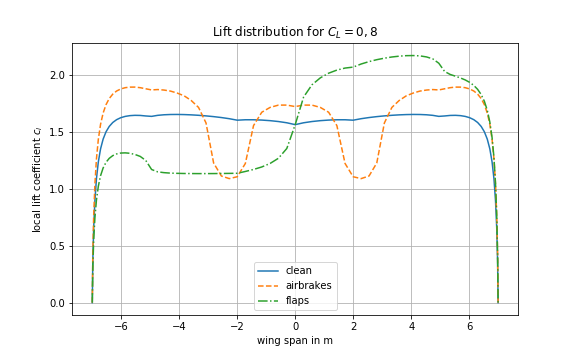 Lift distribution for C_L = 0, 8
local lift coefficient c_l
2.0
1.5
1.0
0.5
0.0
−6
−4
−2
0
2
4
6
wing span in m
clean
airbrakes
flaps